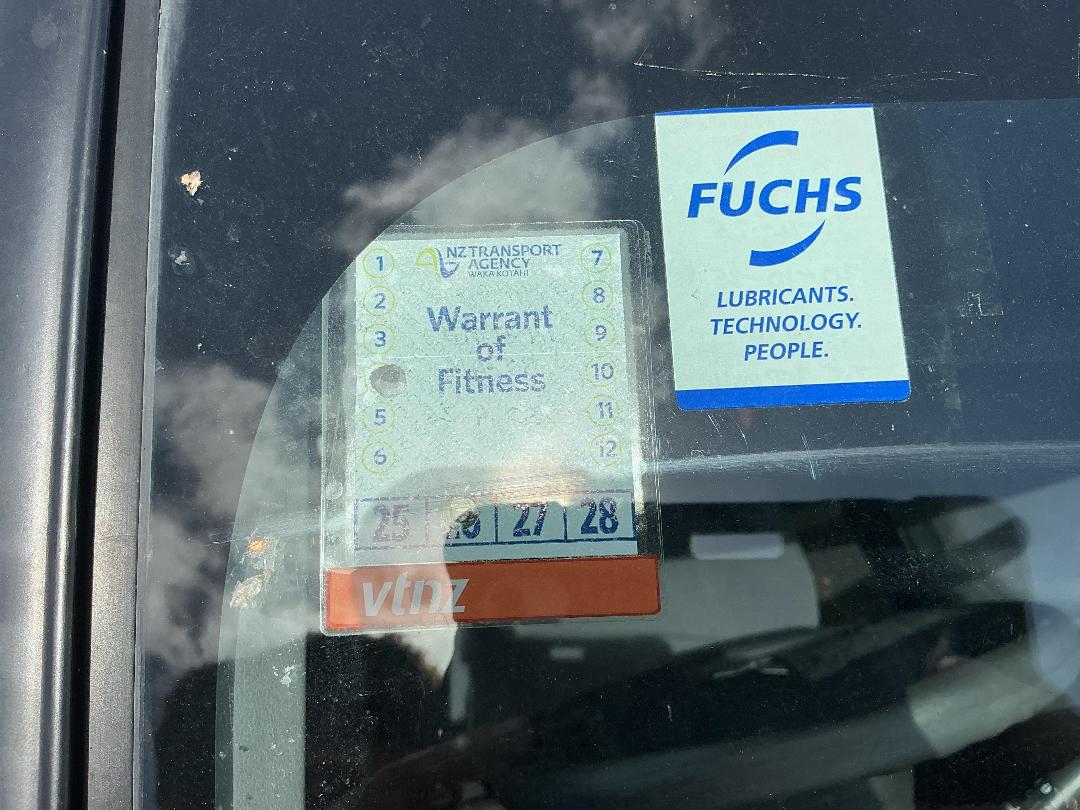 NZ TRANSPORT
AGENCY
WAKA KOTAHI
Warrant
of
Fitness
1
2
3
5
6
7
8
9
10
11
12
25 26 27 28
vtnz
FUCHS
LUBRICANTS.
TECHNOLOGY.
PEOPLE.